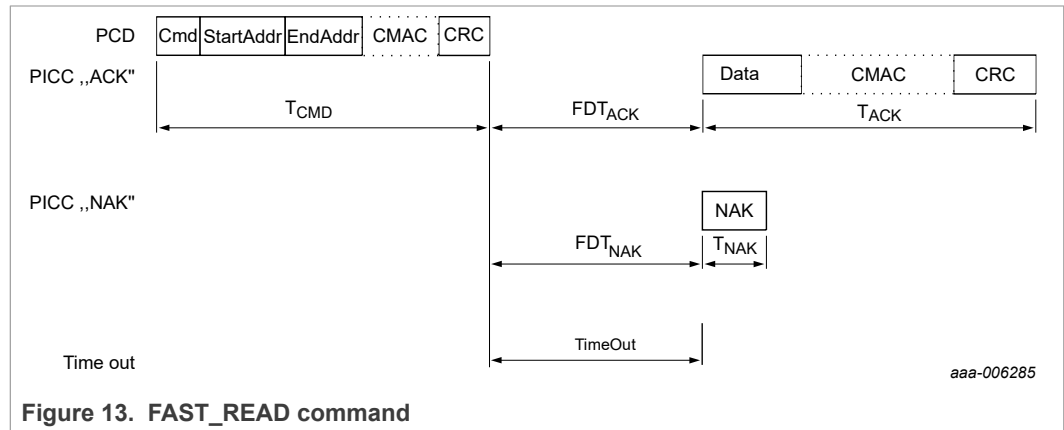 PCD Cmd StartAddr EndAddr CMAC CRC
PICC ,,ACK" Data CMAC CRC
TCMD FDTACK TACK
PICC ,,NAK" NAK
FDTNAK TNAK
TimeOut
Time out
aaa-006285
Figure 13. FAST_READ command